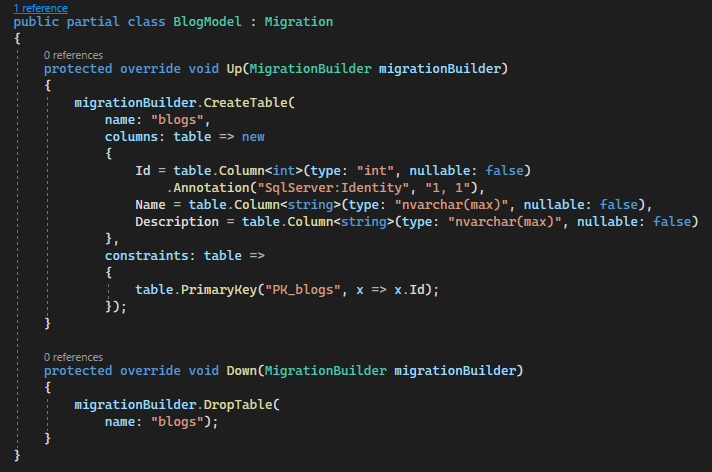 1 reference
public partial class BlogModel : Migration
{
0 references
protected override void Up(MigrationBuilder migrationBuilder)
{
migrationBuilder.CreateTable(
name: "blogs",
columns: table => new
{
Id = table.Column<int>(type: "int", nullable: false)
.Annotation("SqlServer:Identity", "1, 1"),
Name = table.Column<string>(type: "nvarchar(max)", nullable: false),
Description = table.Column<string>(type: "nvarchar(max)", nullable: false)
},
constraints: table =>
{
table.PrimaryKey("PK_blogs", x => x.Id);
});
}
0 references
protected override void Down(MigrationBuilder migrationBuilder)
{
migrationBuilder.DropTable(
name: "blogs");
}
}